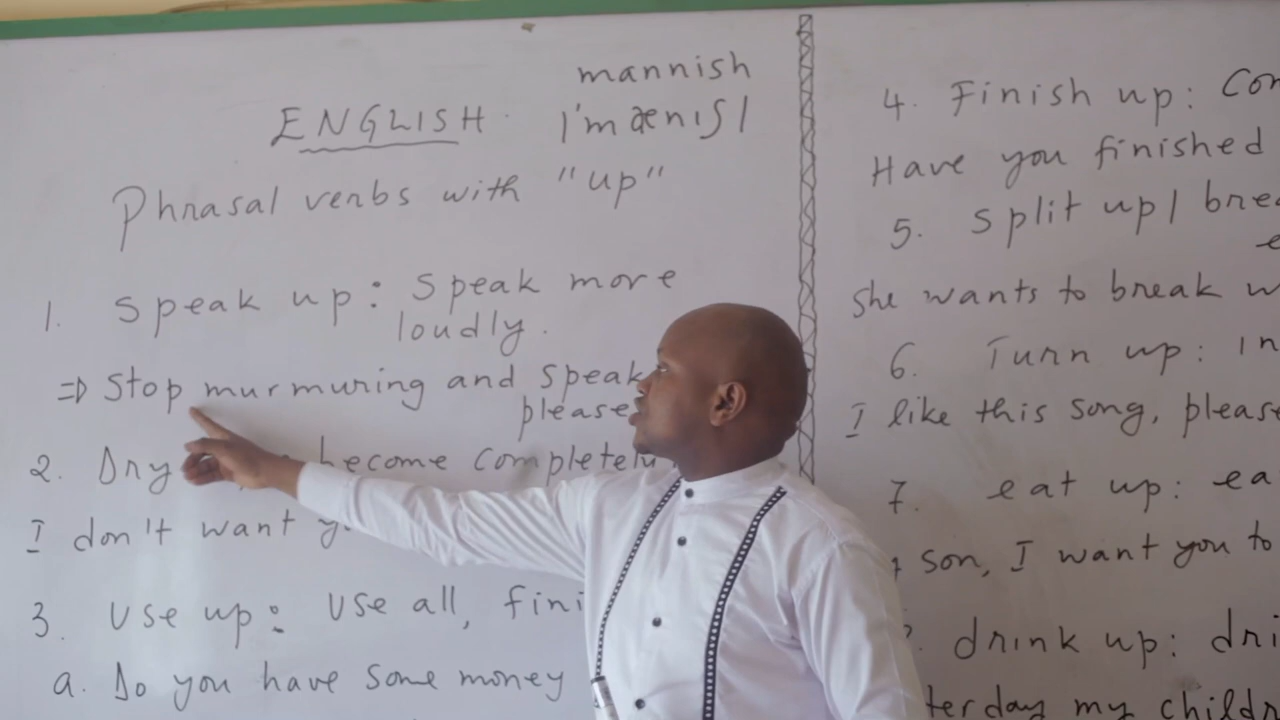 mannish
ENGLISH. /'mænɪʃ/
Phrasal verbs with "up"
1. Speak up: Speak more
loudly.
⇒ Stop murmuring and speak
please
2. Dry become completely
I don't want
3. Use up: Use all,
a. Do you have some money
4. Finish up:
Have you finished
5. Split up/
She wants to break
6. Turn up:
I like this song, please
7. eat up:
son, I want you to
drink up:
my